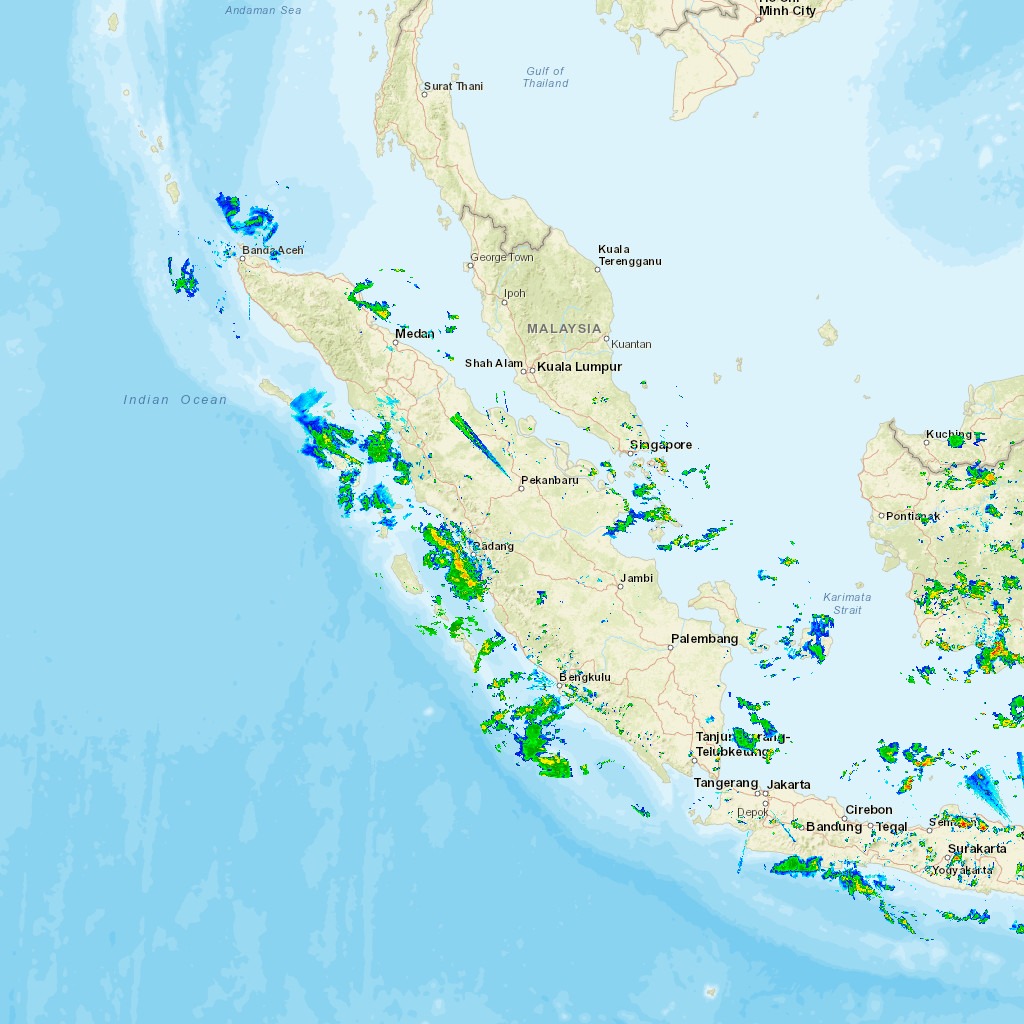 Andaman Sea
Minh City
Gulf of
Thailand
Surat Thani
Kuala
Terengganu
Banda Aceh
George Town
Ipoh
MALAYSIA
Medan
Kuantan
Shah Alam
Kuala Lumpur
Indian Ocean
Kuching
Singapore
Pekanbaru
Pontianak
Padang
Jambi
Karimata
Strait
Palembang
Bengkulu
Tangerang
Jakarta
Depok
Cirebon
Bandung
Tegal
Surakarta
Yogyakarta